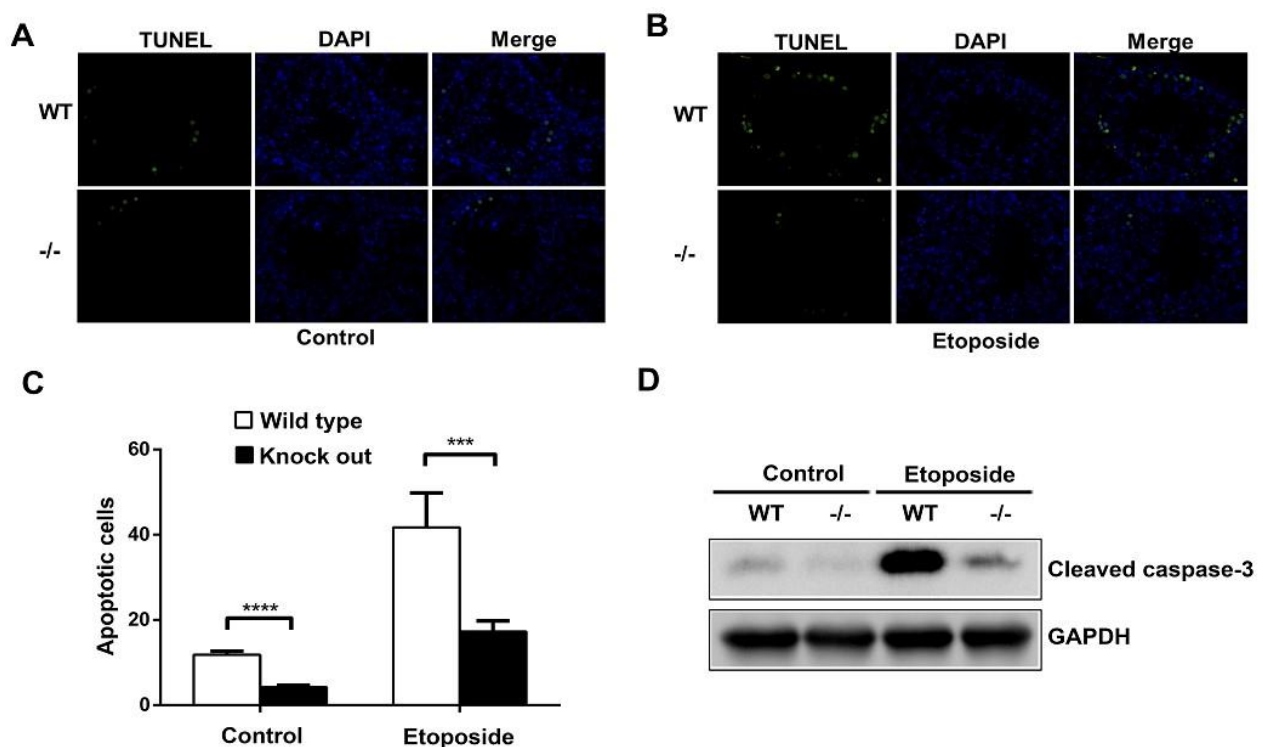 A
TUNEL DAPI Merge
WT
-/-
Control
B
TUNEL DAPI Merge
WT
-/-
Etoposide
C
Wild type
Knock out
Apoptotic cells
60
40
20
0
****
***
Control Etoposide
D
Control Etoposide
WT -/- WT -/-
Cleaved caspase-3
GAPDH